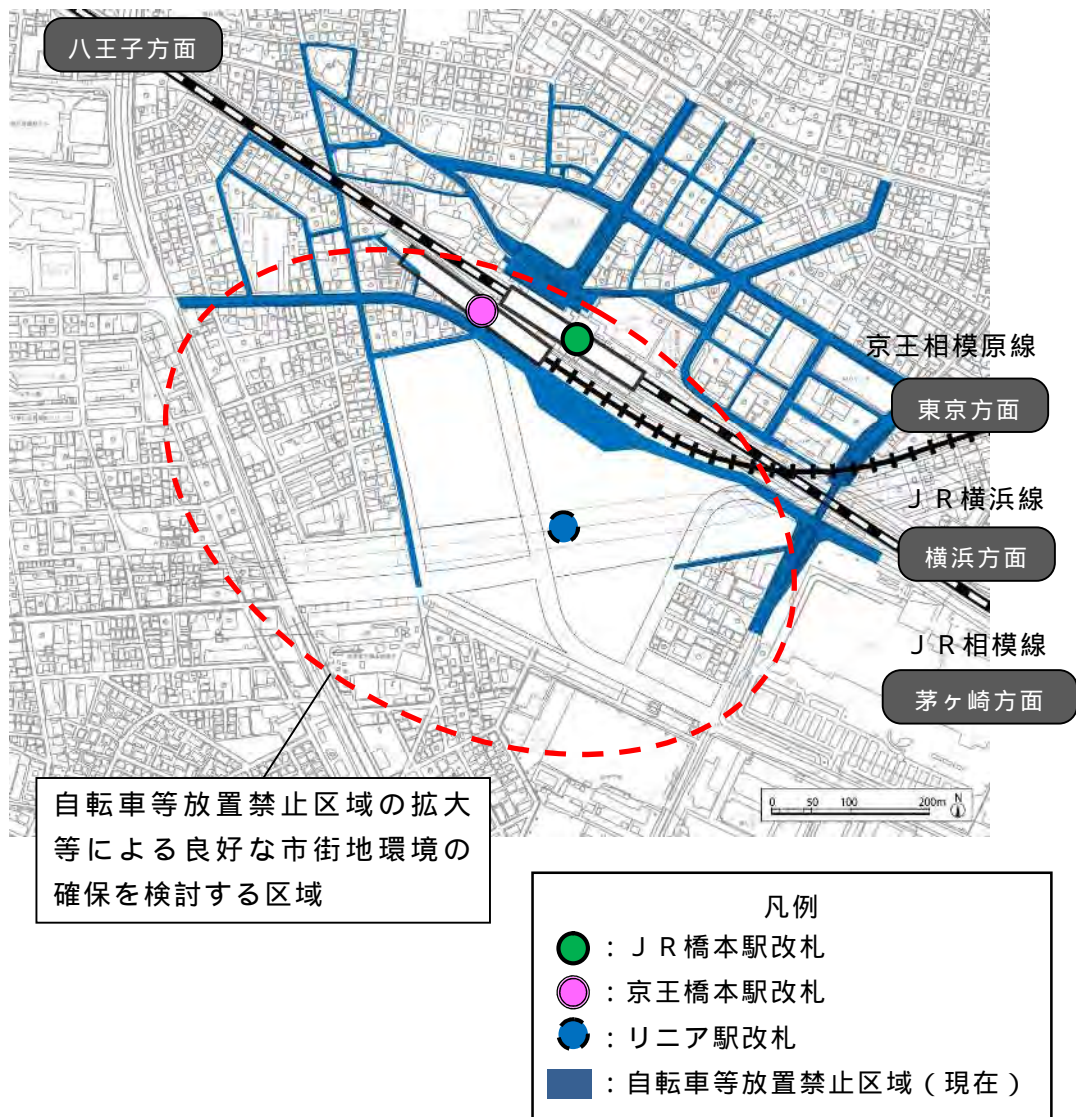 八王子方面
京王相模原線
東京方面
ＪＲ横浜線
横浜方面
ＪＲ相模線
茅ヶ崎方面
0 50 100 200m N
自転車等放置禁止区域の拡大
等による良好な市街地環境の
確保を検討する区域
凡例
：ＪＲ橋本駅改札
：京王橋本駅改札
：リニア駅改札
：自転車等放置禁止区域（現在）